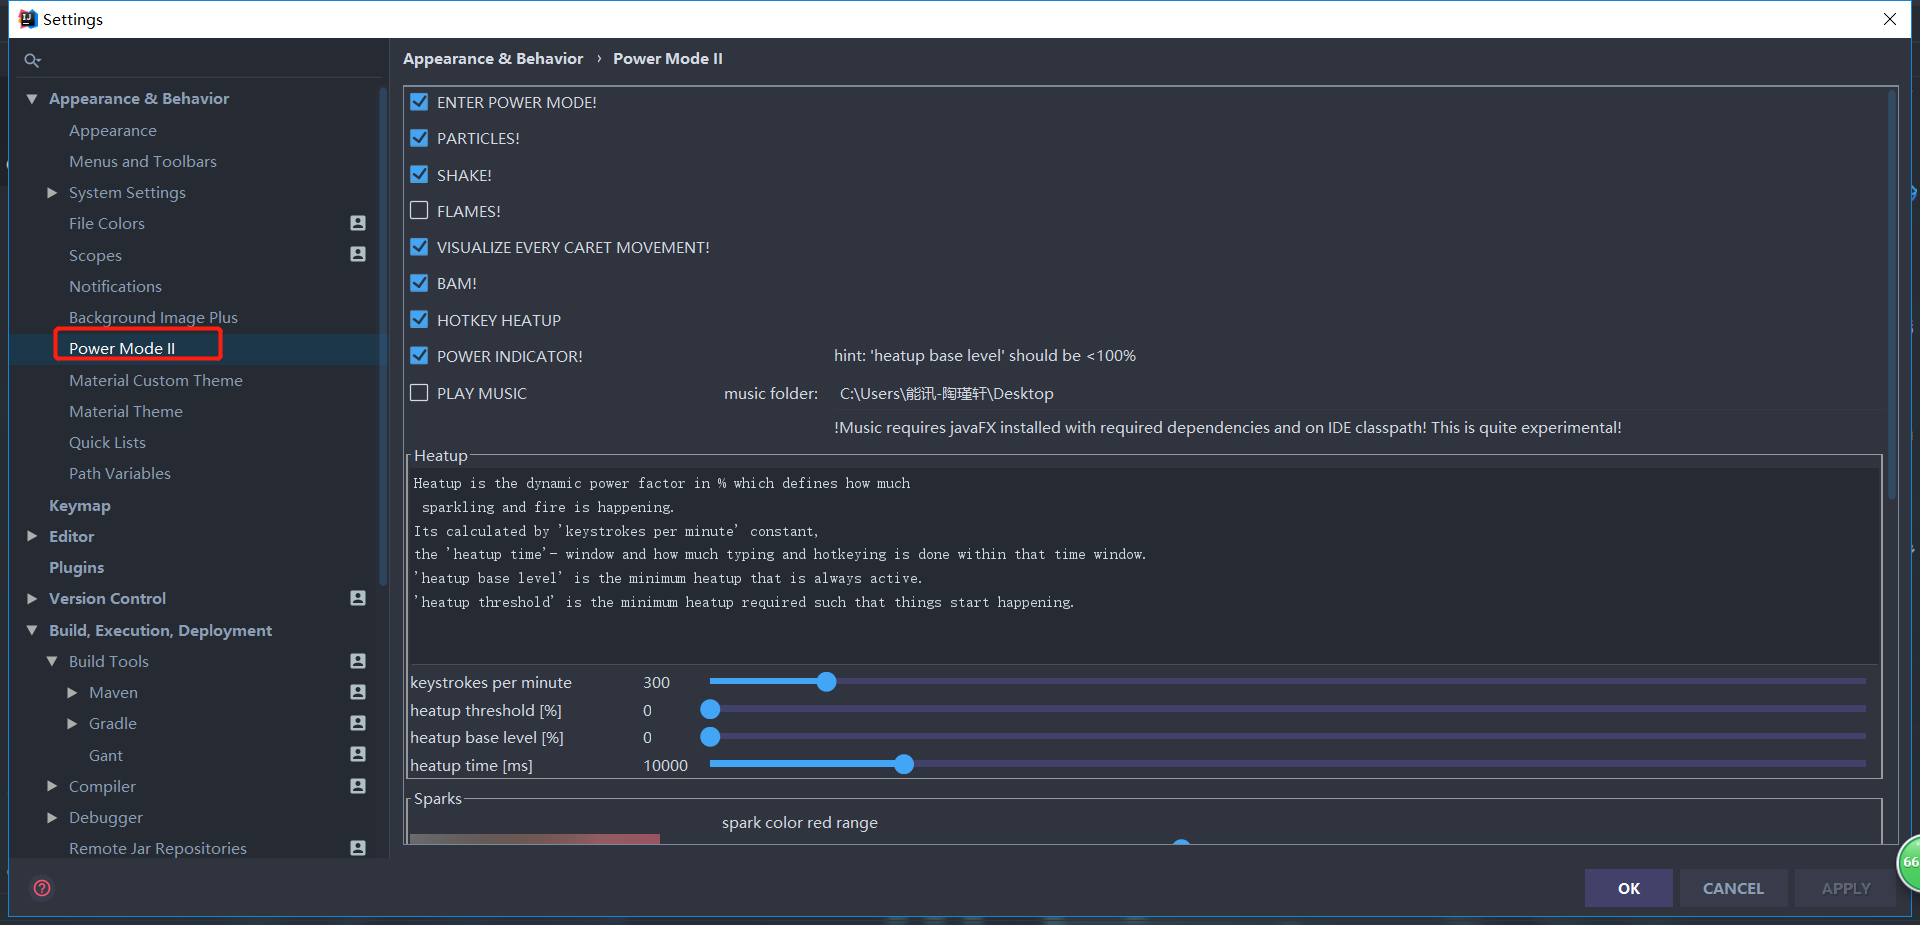 Settings
Appearance & Behavior
Appearance
Menus and Toolbars
System Settings
File Colors
Scopes
Notifications
Background Image Plus
Power Mode II
Material Custom Theme
Material Theme
Quick Lists
Path Variables
Keymap
Editor
Plugins
Version Control
Build, Execution, Deployment
Build Tools
Maven
Gradle
Gant
Compiler
Debugger
Remote Jar Repositories
Appearance & Behavior › Power Mode II
ENTER POWER MODE!
PARTICLES!
SHAKE!
FLAMES!
VISUALIZE EVERY CARET MOVEMENT!
BAM!
HOTKEY HEATUP
POWER INDICATOR! hint: 'heatup base level' should be <100%
PLAY MUSIC music folder: C:\Users\能讯-陶瑾轩\Desktop
!Music requires javaFX installed with required dependencies and on IDE classpath! This is quite experimental!
Heatup
Heatup is the dynamic power factor in % which defines how much
sparkling and fire is happening.
Its calculated by 'keystrokes per minute' constant,
the 'heatup time'- window and how much typing and hotkeying is done within that time window.
'heatup base level' is the minimum heatup that is always active.
'heatup threshold' is the minimum heatup required such that things start happening.
keystrokes per minute 300
heatup threshold [%] 0
heatup base level [%] 0
heatup time [ms] 10000
Sparks
spark color red range
66
OK CANCEL APPLY